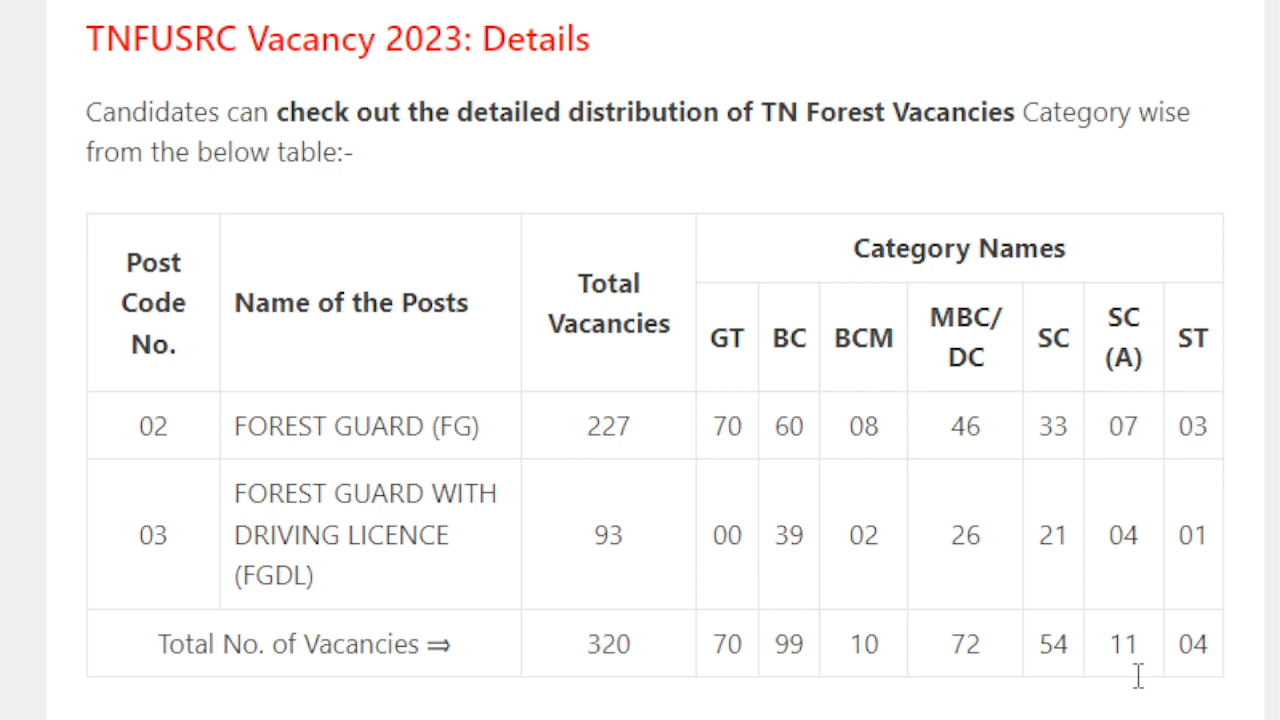 TNFUSRC Vacancy 2023: Details
Candidates can check out the detailed distribution of TN Forest Vacancies Category wise
from the below table:-
Post Code No. Name of the Posts Total Vacancies Category Names
GT BC BCM MBC/ DC SC SC (A) ST
02 FOREST GUARD (FG) 227 70 60 08 46 33 07 03
03 FOREST GUARD WITH DRIVING LICENCE (FGDL) 93 00 39 02 26 21 04 01
Total No. of Vacancies ⇒ 320 70 99 10 72 54 11 04